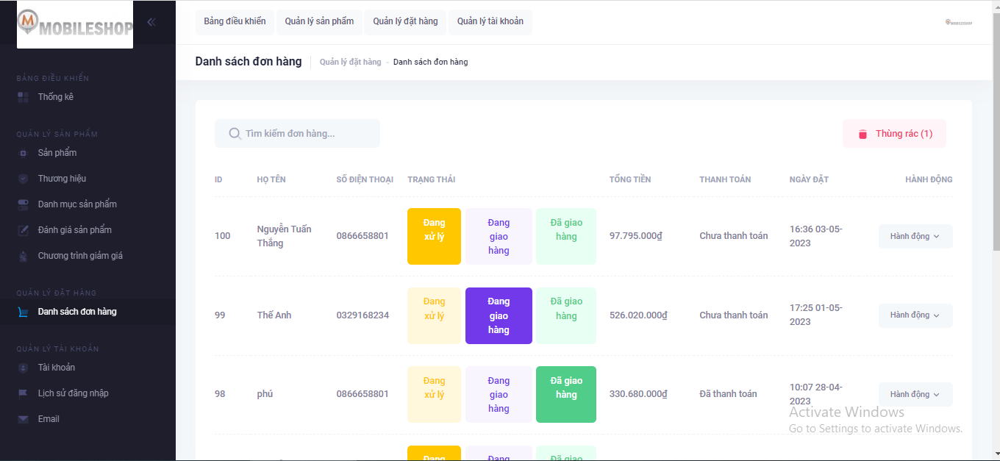 MOBILESHOP
Bảng điều khiển
Quản lý sản phẩm
Quản lý đặt hàng
Quản lý tài khoản
MOBILESHOP
Danh sách đơn hàng
Quản lý đặt hàng - Danh sách đơn hàng
BẢNG ĐIỀU KHIỂN
Thống kê
QUẢN LÝ SẢN PHẨM
Sản phẩm
Thương hiệu
Danh mục sản phẩm
Đánh giá sản phẩm
Chương trình giảm giá
QUẢN LÝ ĐẶT HÀNG
Danh sách đơn hàng
QUẢN LÝ TÀI KHOẢN
Tài khoản
Lịch sử đăng nhập
Email
Tìm kiếm đơn hàng...
Thùng rác (1)
ID HỌ TÊN SỐ ĐIỆN THOẠI TRẠNG THÁI TỔNG TIỀN THANH TOÁN NGÀY ĐẶT HÀNH ĐỘNG
100
Nguyễn Tuấn
Thắng
0866658801
Đang
xử lý
Đang
giao
hàng
Đã giao
hàng
97.795.000₫
Chưa thanh toán
16:36 03-05-
2023
Hành động
99
Thế Anh
0329168234
Đang
xử lý
Đang
giao
hàng
Đã giao
hàng
526.020.000₫
Chưa thanh toán
17:25 01-05-
2023
Hành động
98
phú
0866658801
Đang
xử lý
Đang
giao
hàng
Đã giao
hàng
330.680.000₫
Đã thanh toán
10:07 28-04-
2023
Hành động
Đang
Đang
Đã giao
Activate Windows
Go to Settings to activate Windows.